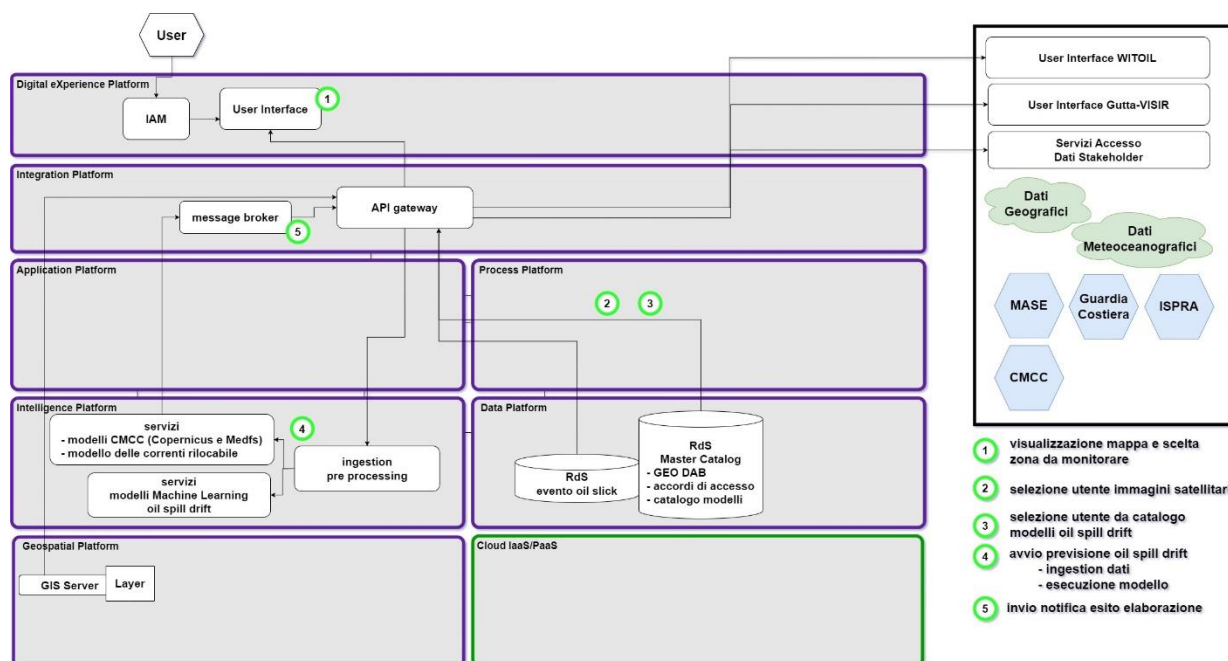 User
Digital eXperience Platform
IAM
User Interface
1
Integration Platform
message broker
5
API gateway
Application Platform
Process Platform
2
3
Intelligence Platform
servizi
- modelli CMCC (Copernicus e Medfs)
- modello delle correnti rilocabile
4
servizi
modelli Machine Learning
oil spill drift
ingestion
pre processing
Data Platform
RdS
evento oil slick
RdS
Master Catalog
- GEO DAB
- accordi di accesso
- catalogo modelli
Geospatial Platform
GIS Server
Layer
Cloud IaaS/PaaS
User Interface WITOIL
User Interface Gutta-VISIR
Servizi Accesso
Dati Stakeholder
Dati
Geografici
Dati
Meteoceanografici
MASE
Guardia
Costiera
ISPRA
CMCC
1 visualizzazione mappa e scelta
zona da monitorare
2 selezione utente immagini satellitar
3 selezione utente da catalogo
modelli oil spill drift
4 avvio previsione oil spill drift
- ingestion dati
- esecuzione modello
5 invio notifica esito elaborazione